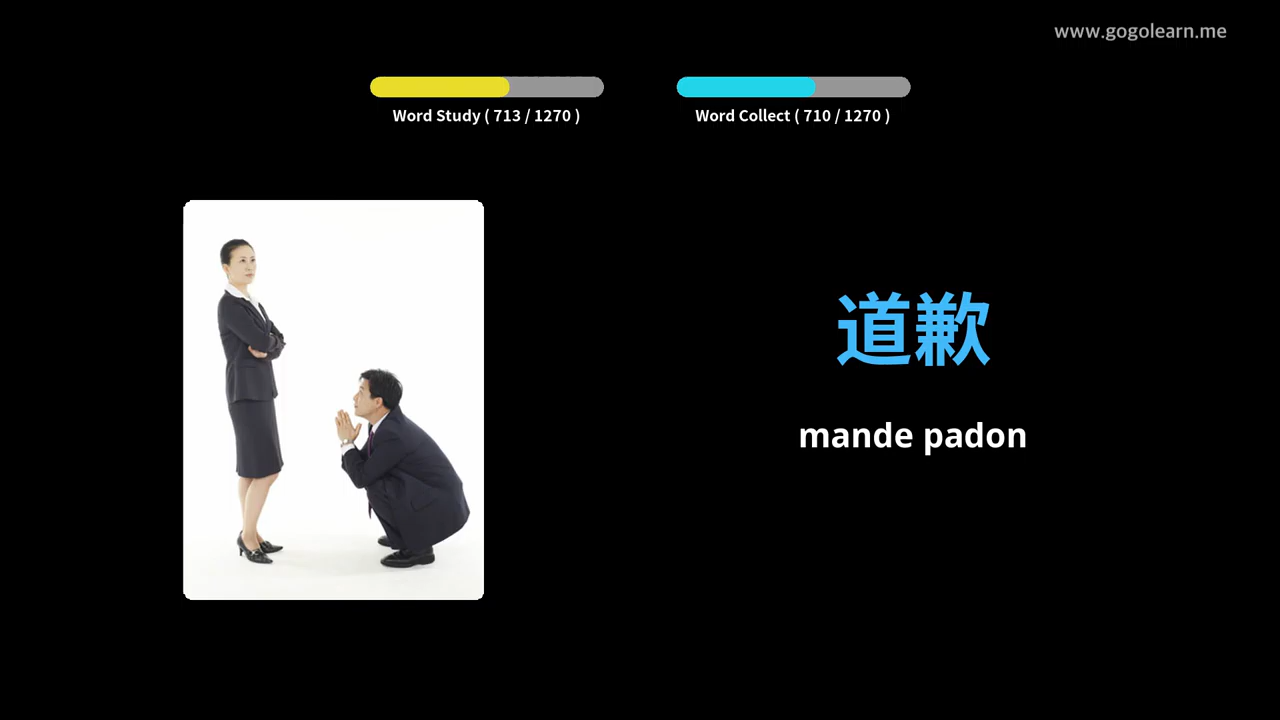 www.gogolearn.me
Word Study ( 713 / 1270 )
Word Collect ( 710 / 1270 )
道歉
mande padon